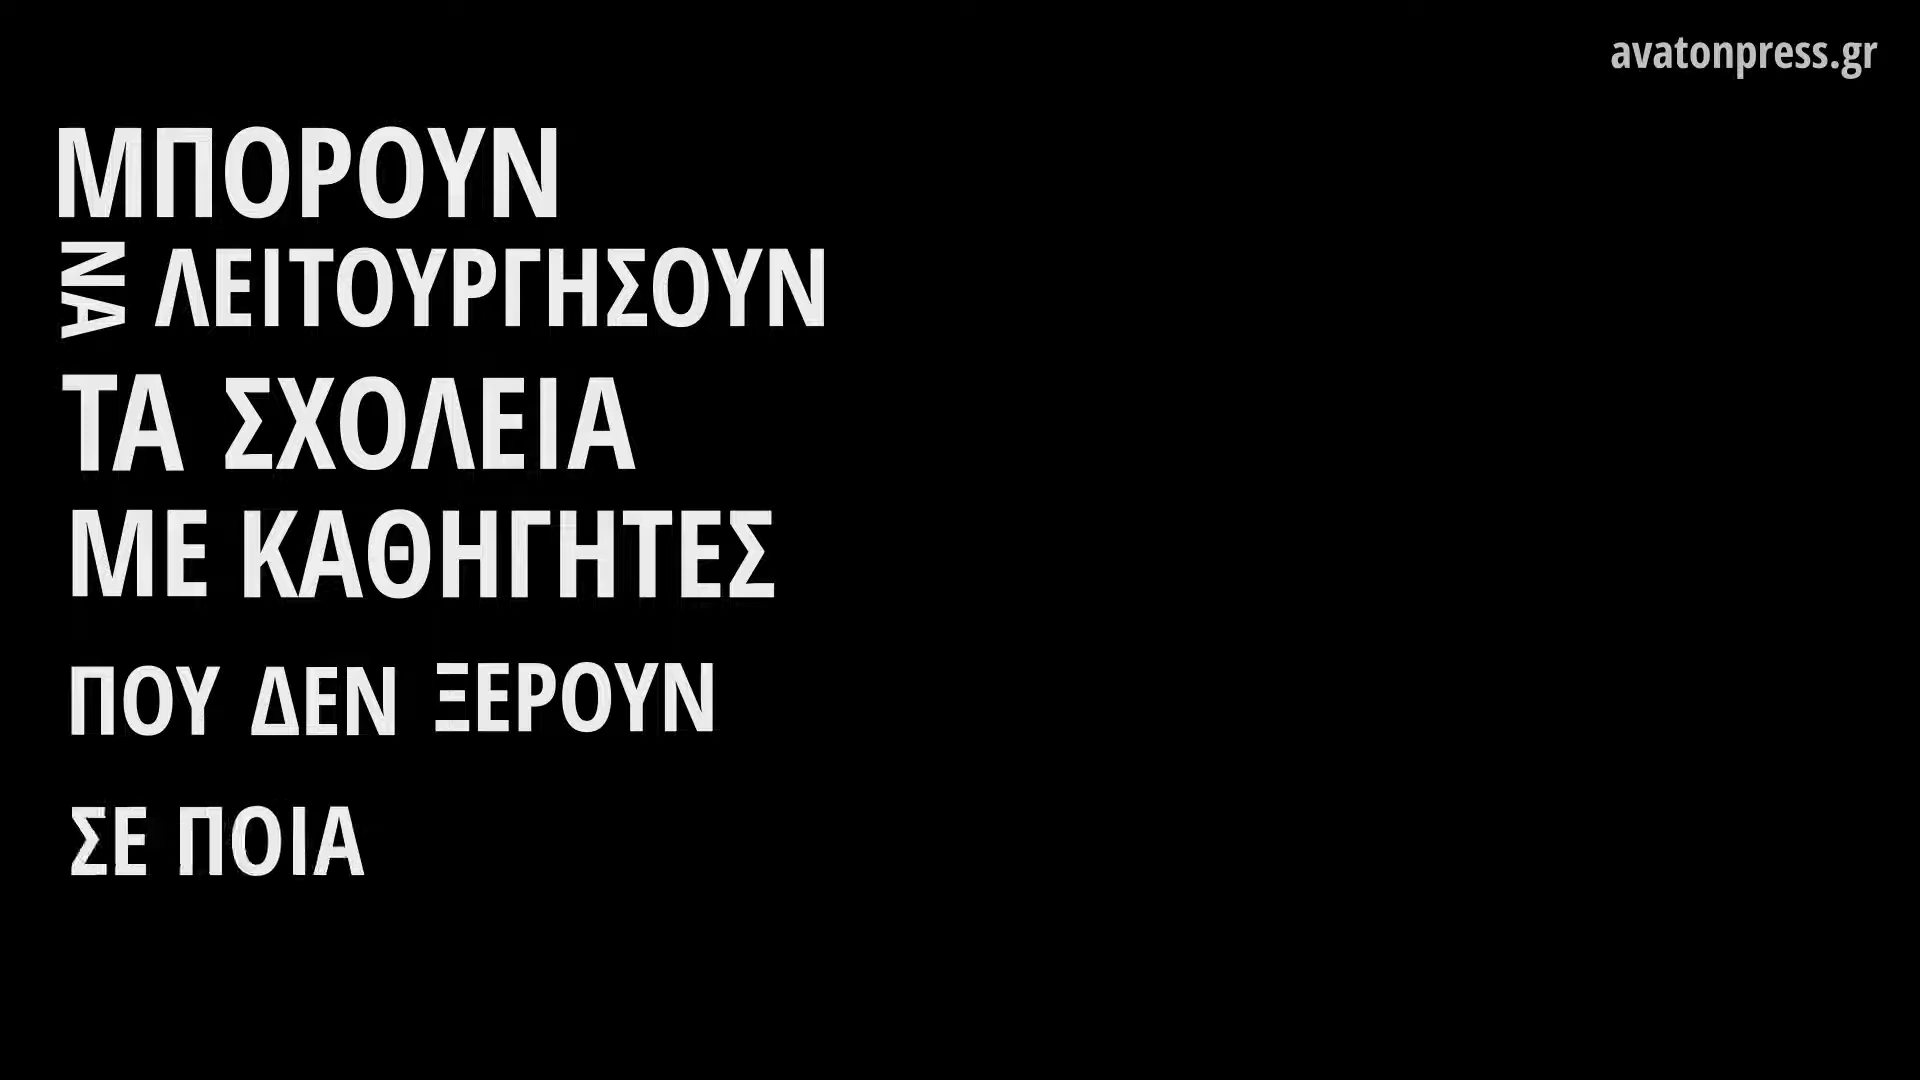 avatonpress.gr
ΜΠΟΡΟΥΝ
ΝΑ ΛΕΙΤΟΥΡΓΗΣΟΥΝ
ΤΑ ΣΧΟΛΕΙΑ
ΜΕ ΚΑΘΗΓΗΤΕΣ
ΠΟΥ ΔΕΝ ΞΕΡΟΥΝ
ΣΕ ΠΟΙΑ